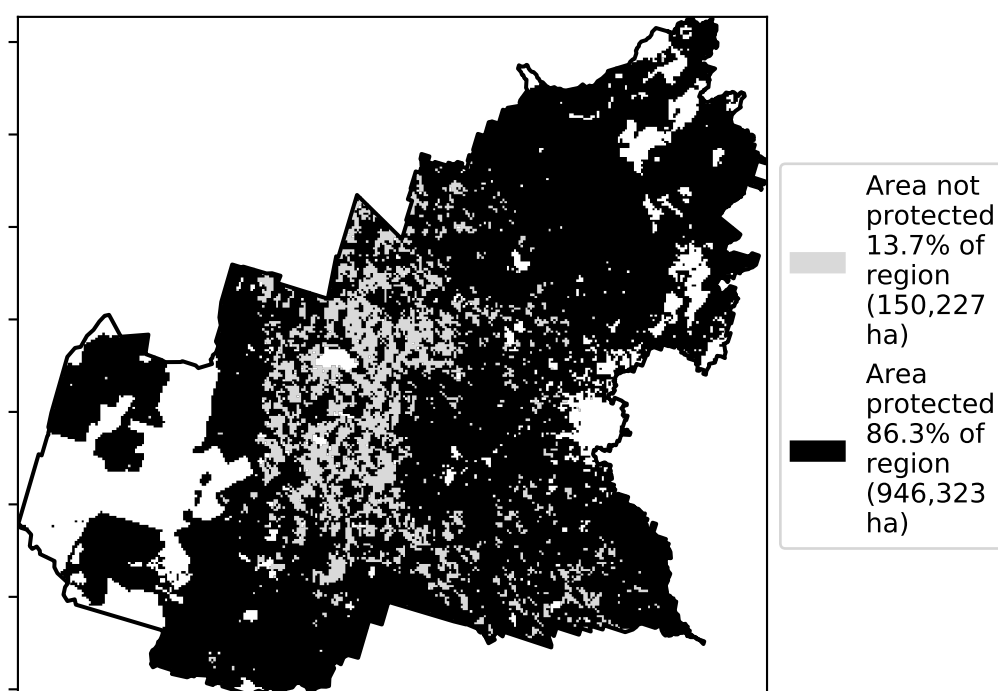 Area not
protected
13.7% of
region
(150,227
ha)
Area
protected
86.3% of
region
(946,323
ha)